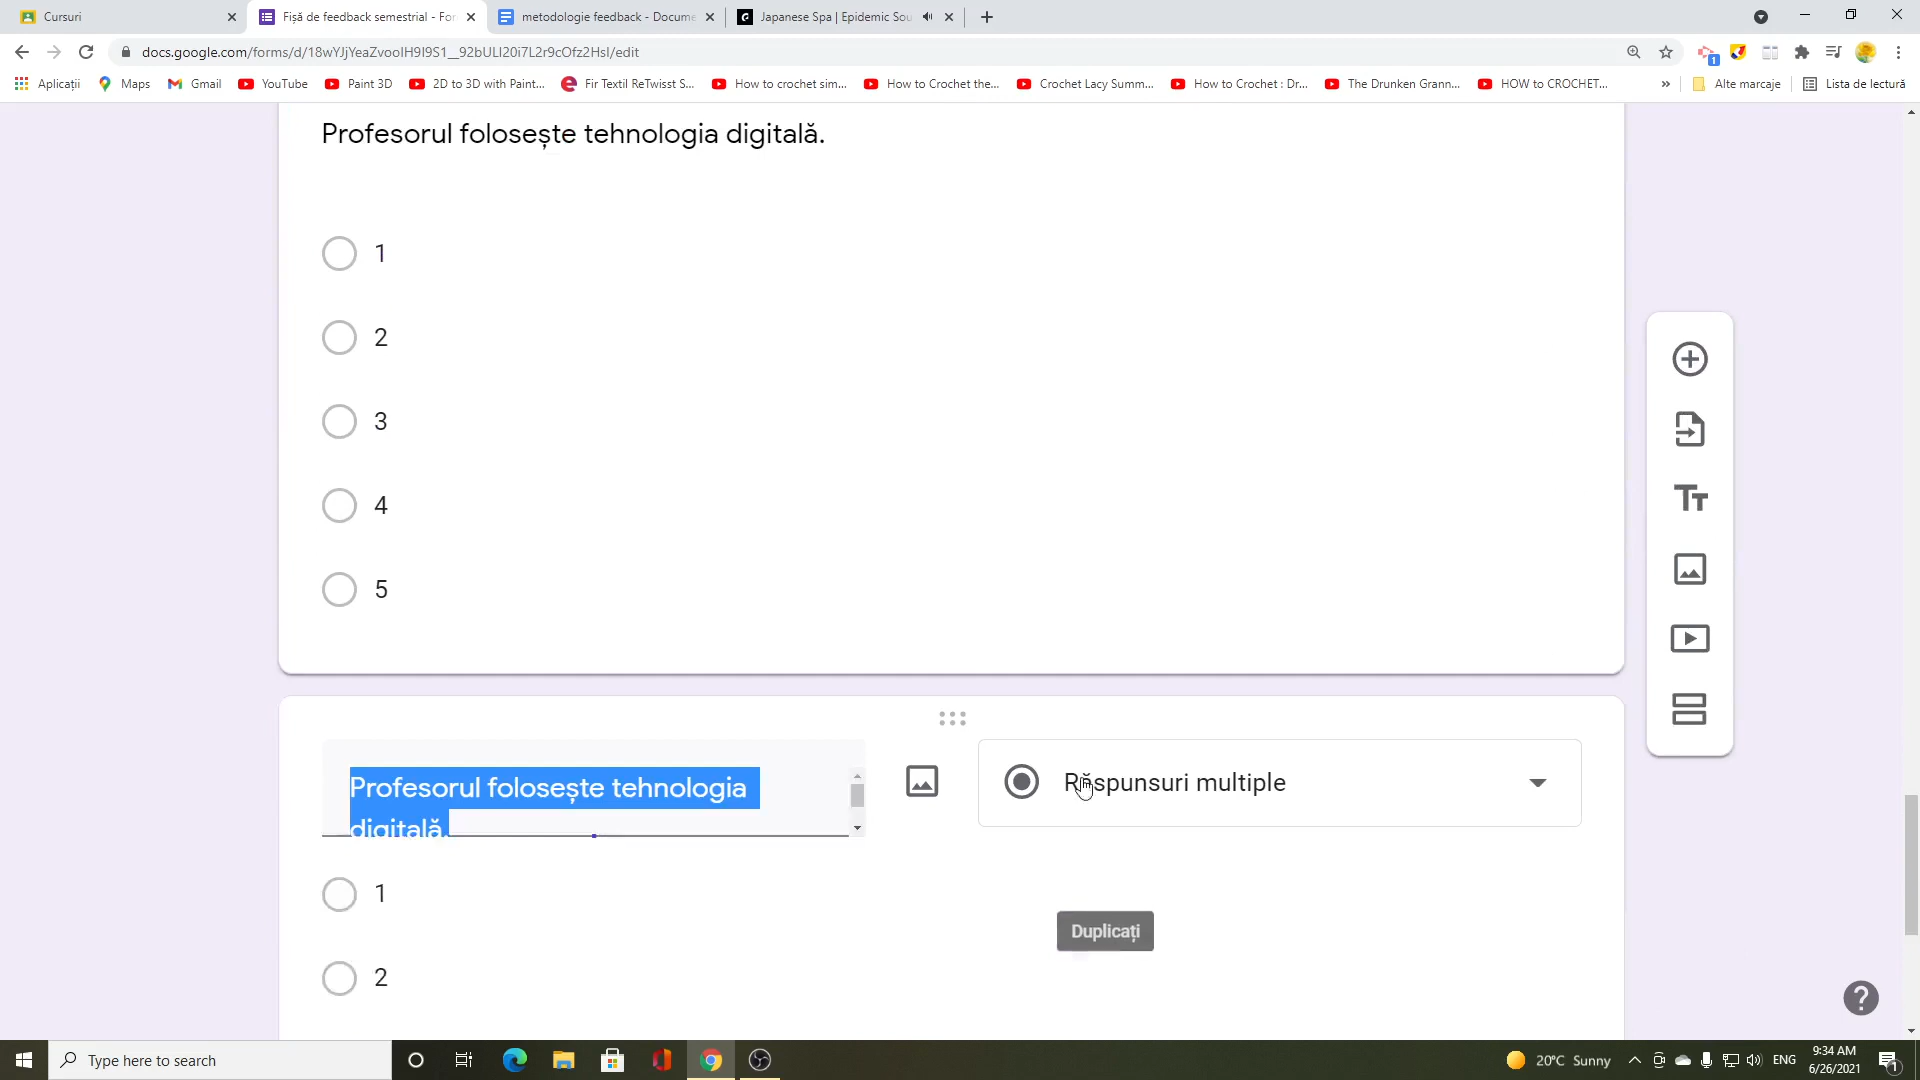 Cursuri
Fișă de feedback semestrial - For
metodologie feedback - Docume
Japanese Spa | Epidemic Sou
docs.google.com/forms/d/18wYJjYeaZvooIH9I9S1__92bULI20i7L2r9cOfz2HsI/edit
1
Aplicații
Maps
Gmail
YouTube
Paint 3D
2D to 3D with Paint...
Fir Textil ReTwisst S...
How to crochet sim...
How to Crochet the...
Crochet Lacy Summ...
How to Crochet : Dr...
The Drunken Grann...
HOW to CROCHET...
»
Alte marcaje
Lista de lectură
Profesorul folosește tehnologia digitală.
1
2
3
4
5
Profesorul folosește tehnologia
digitală.
Răspunsuri multiple
1
Duplicați
2
Type here to search
20°C Sunny
ENG
9:34 AM
6/26/2021
1